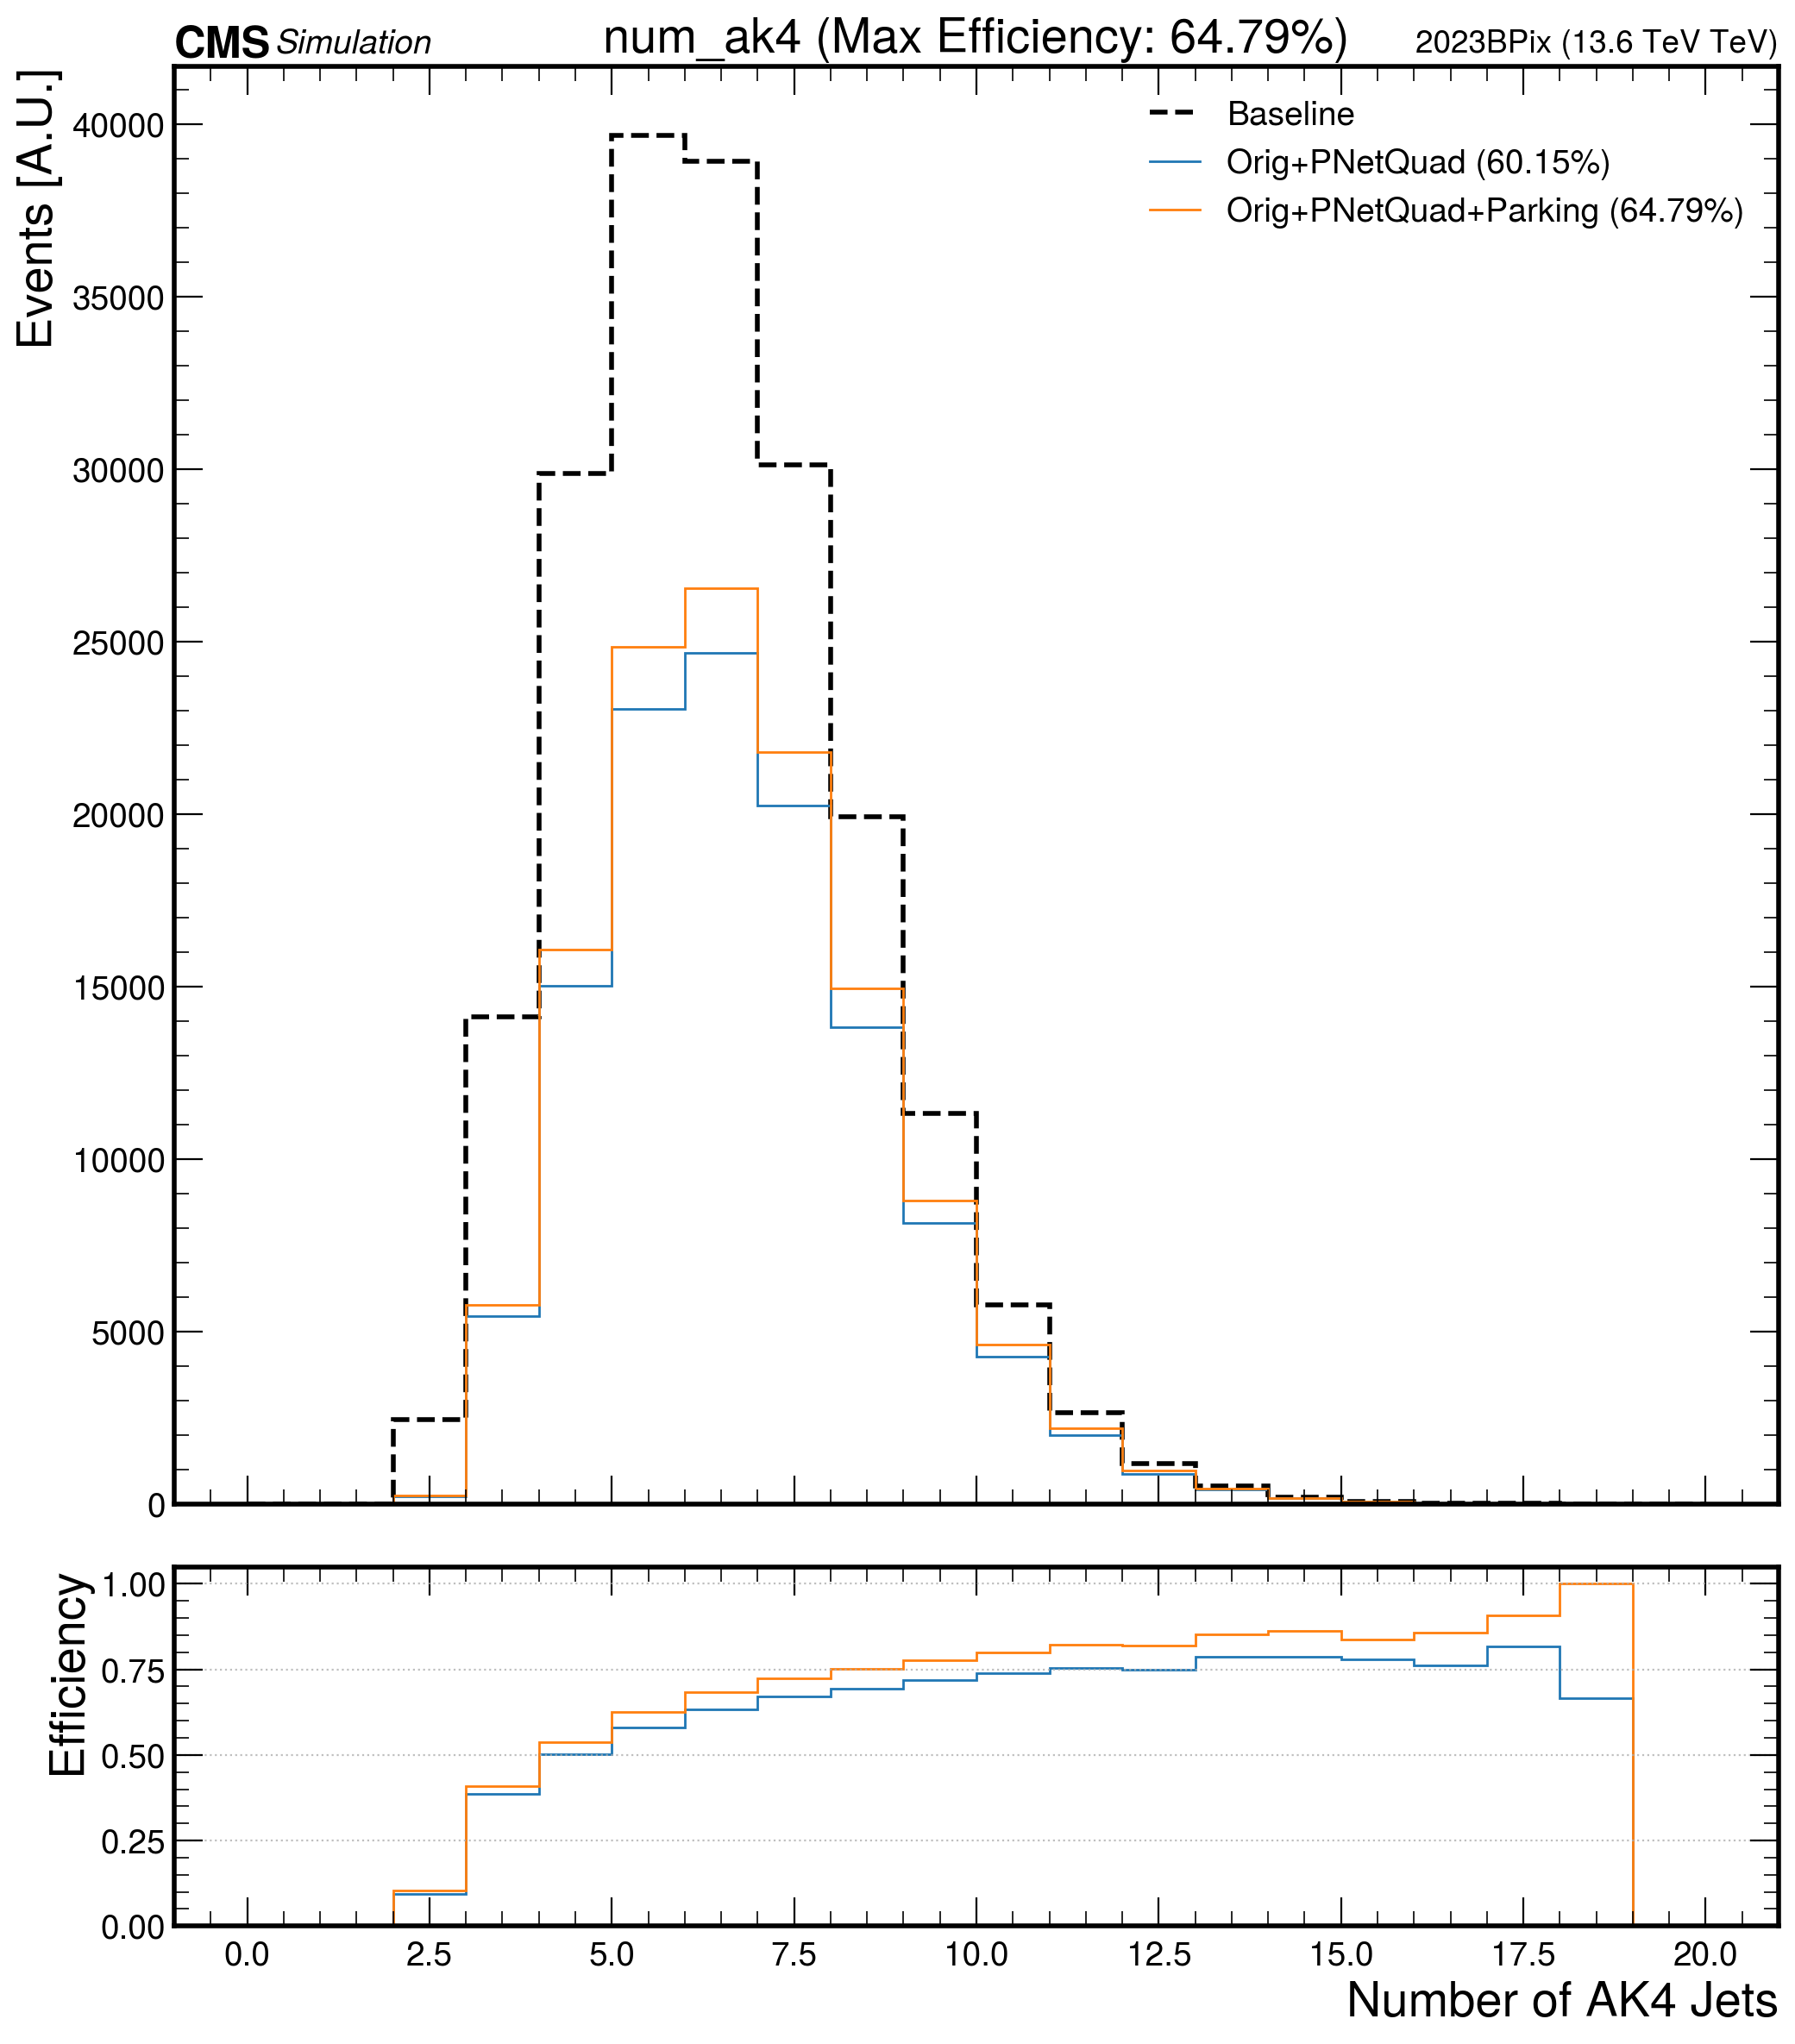 CMS Simulation num_ak4 (Max Efficiency: 64.79%) 2023BPix (13.6 TeV TeV)
Events [A.U.]
40000
35000
30000
25000
20000
15000
10000
5000
0
Baseline
Orig+PNetQuad (60.15%)
Orig+PNetQuad+Parking (64.79%)
Efficiency
1.00
0.75
0.50
0.25
0.00
0.0 2.5 5.0 7.5 10.0 12.5 15.0 17.5 20.0
Number of AK4 Jets